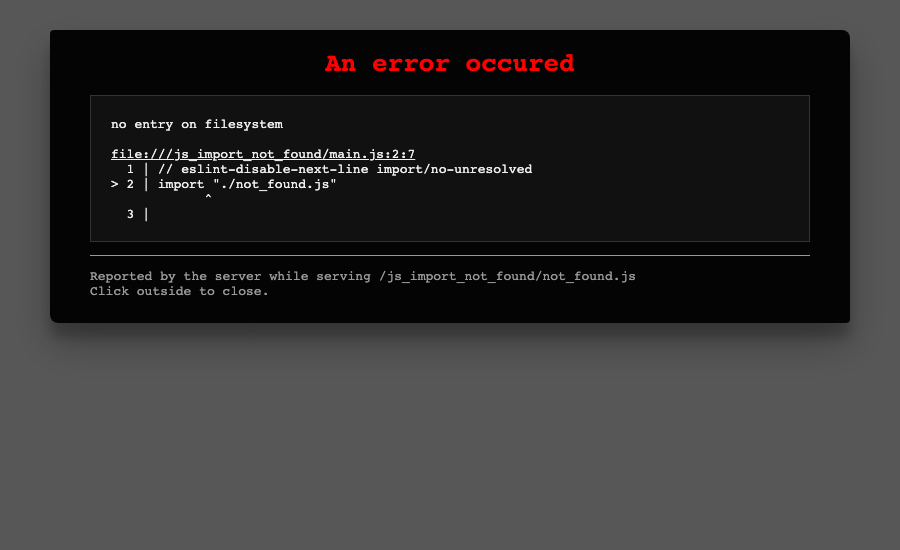 An error occured
no entry on filesystem
file:///js_import_not_found/main.js:2:7
  1 | // eslint-disable-next-line import/no-unresolved
> 2 | import "./not_found.js"
            ^
  3 |
Reported by the server while serving /js_import_not_found/not_found.js
Click outside to close.